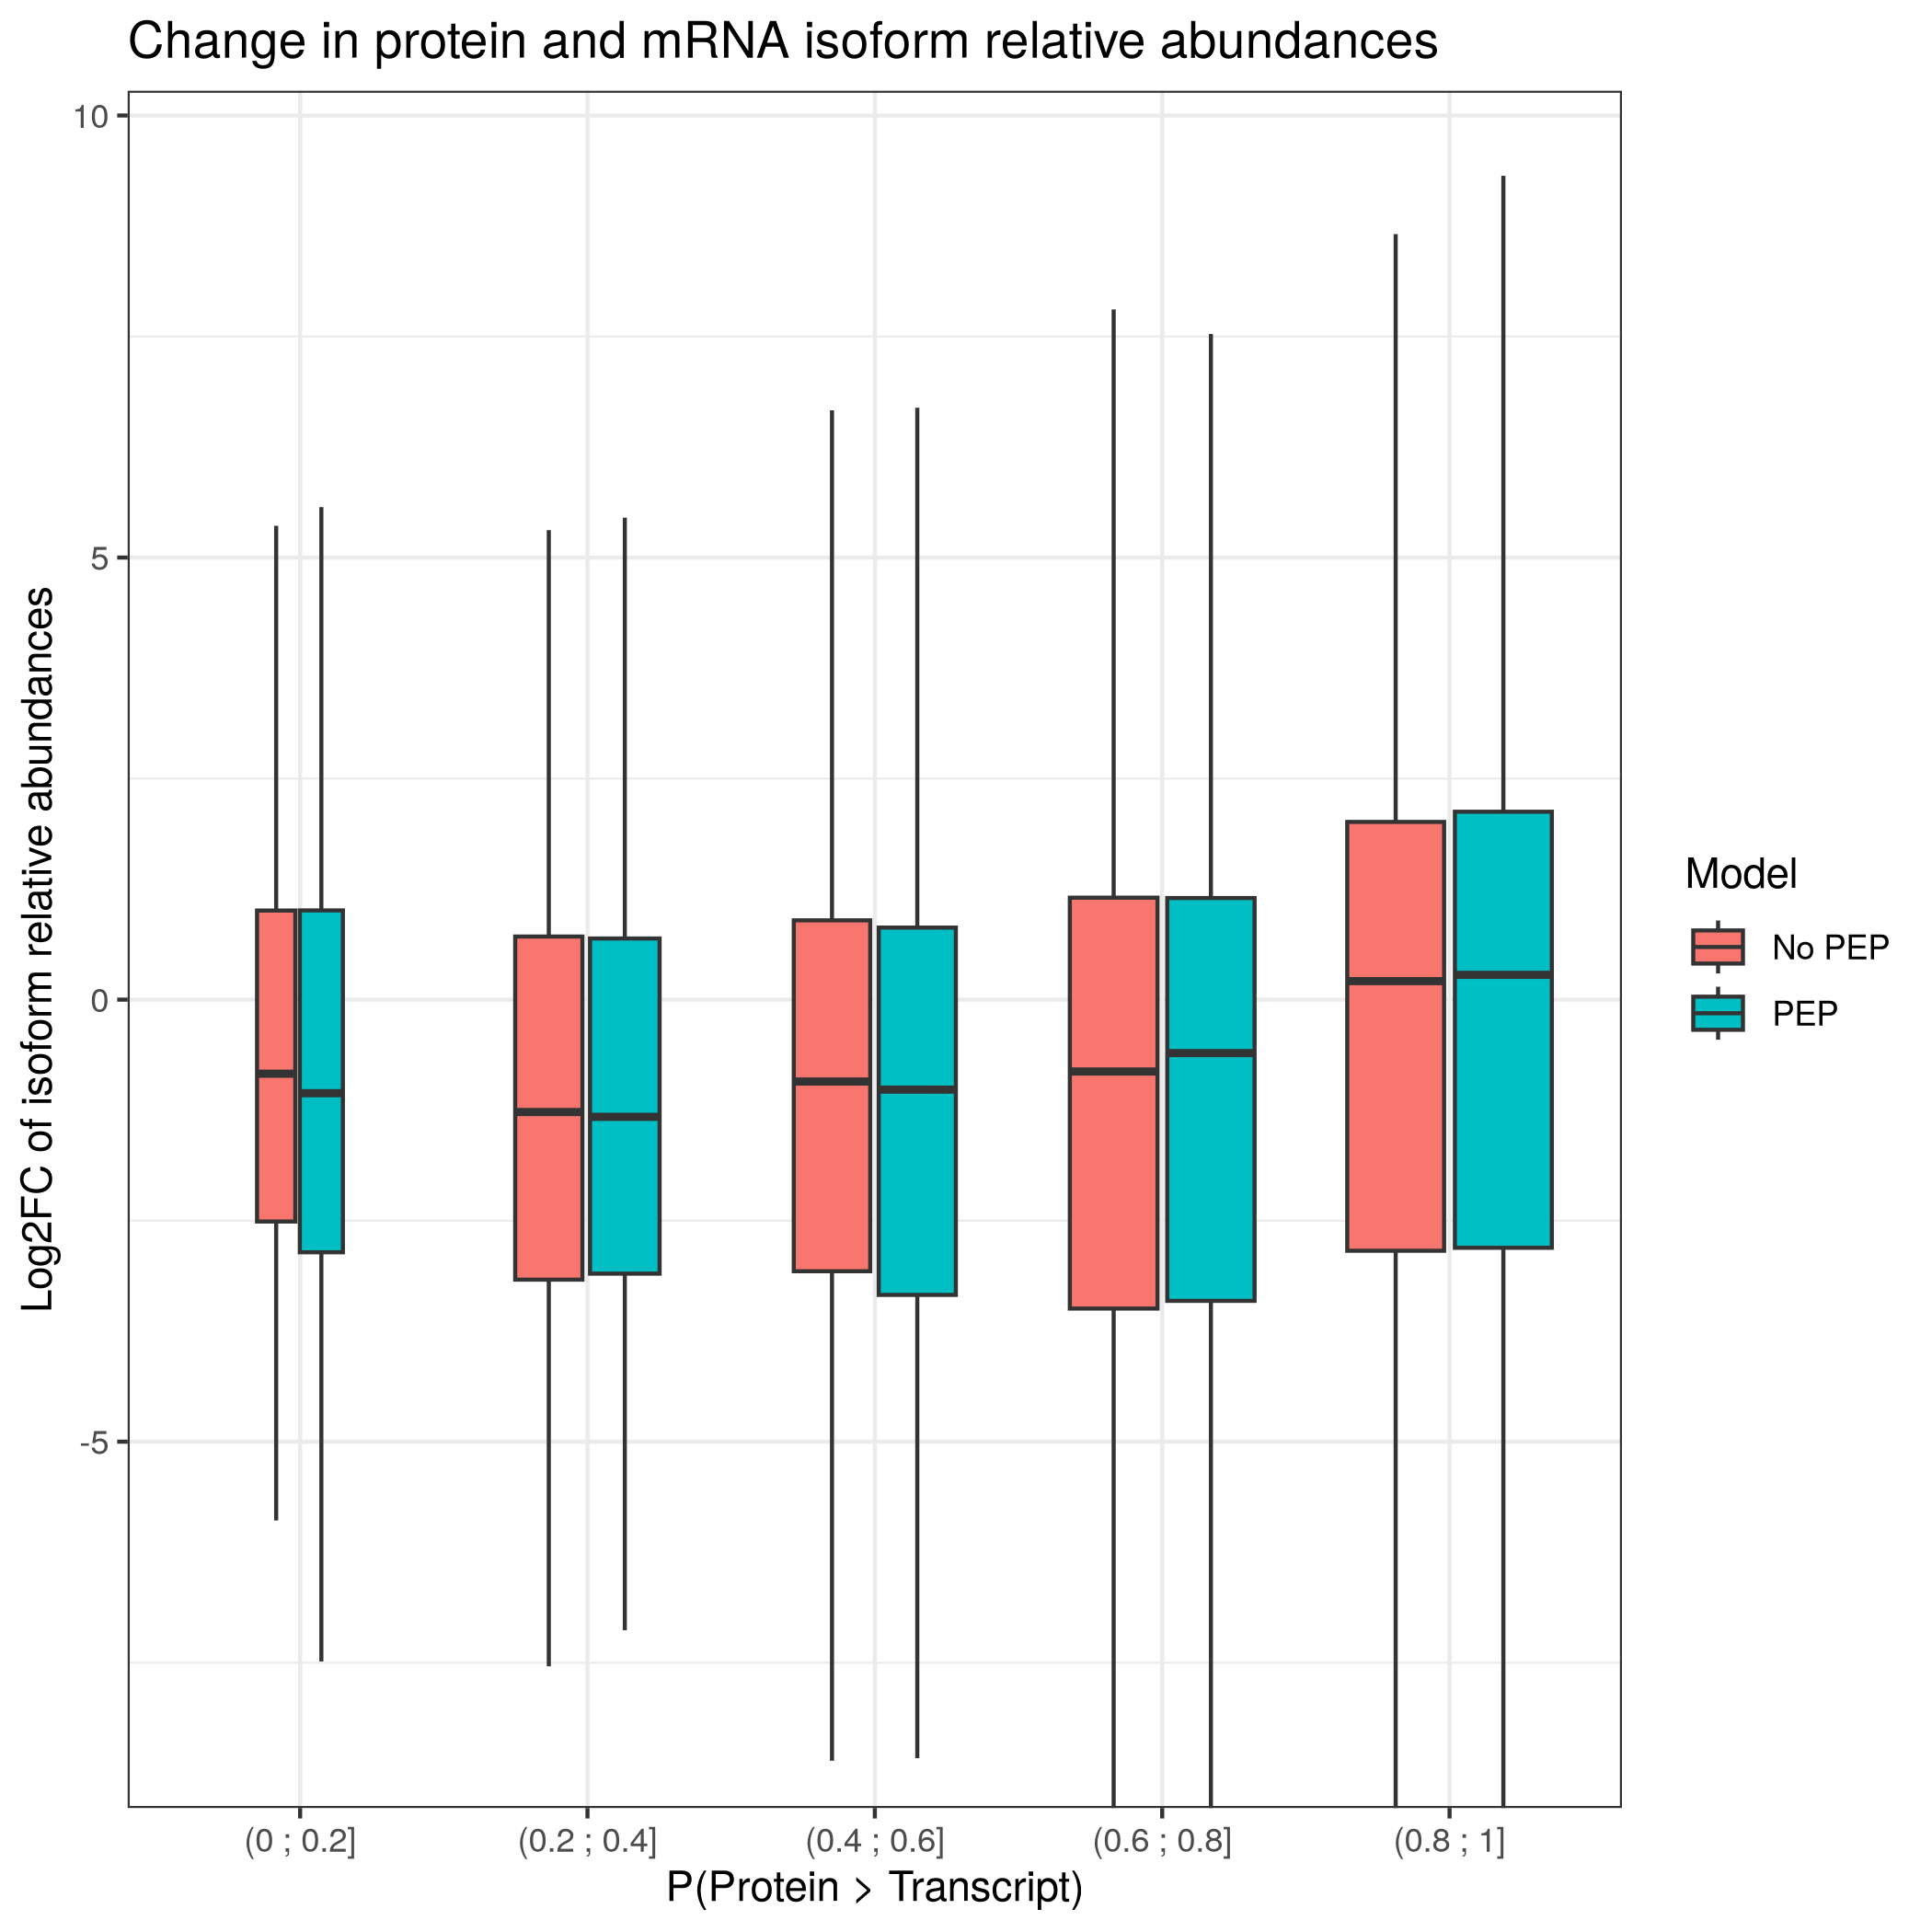 Change in protein and mRNA isoform relative abundances
Log2FC of isoform relative abundances
10
5
0
-5
(0 ; 0.2]
(0.2 ; 0.4]
(0.4 ; 0.6]
(0.6 ; 0.8]
(0.8 ; 1]
P(Protein > Transcript)
Model
No PEP
PEP